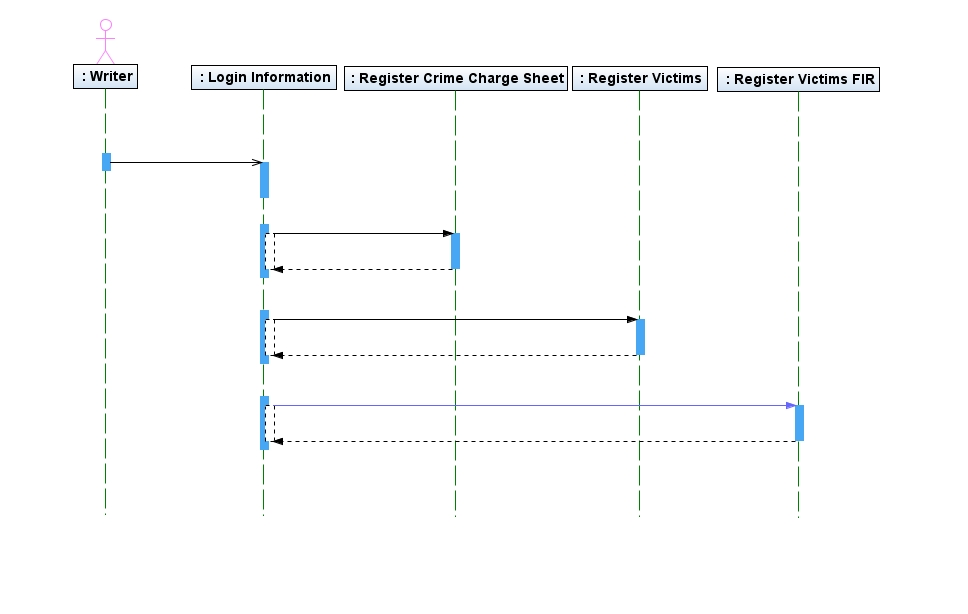 : Writer
: Login Information
: Register Crime Charge Sheet
: Register Victims
: Register Victims FIR